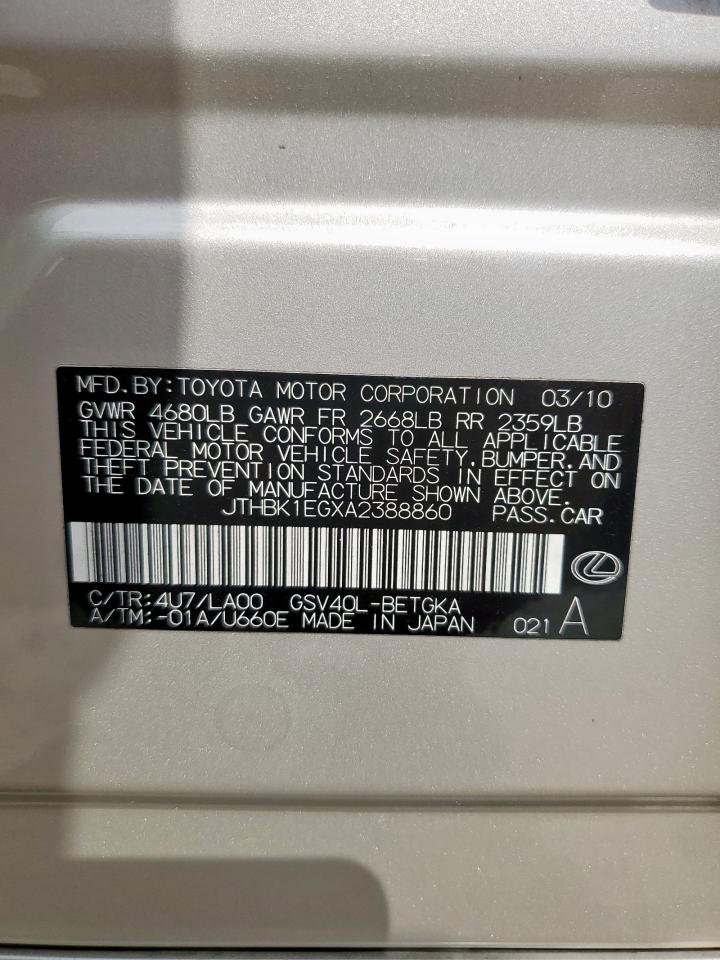 MFD.BY:TOYOTA MOTOR CORPORATION 03/10
GVWR 4680LB GAWR FR 2668LB RR 2359LB
THIS VEHICLE CONFORMS TO ALL APPLICABLE
FEDERAL MOTOR VEHICLE SAFETY,BUMPER,AND
THEFT PREVENTION STANDARDS IN EFFECT ON
THE DATE OF MANUFACTURE SHOWN ABOVE.
JTHBK1EGXA2388860 PASS.CAR
C/TR:4U7/LA00 GSV40L-BETGKA
A/TM:-01A/U660E MADE IN JAPAN 021 A